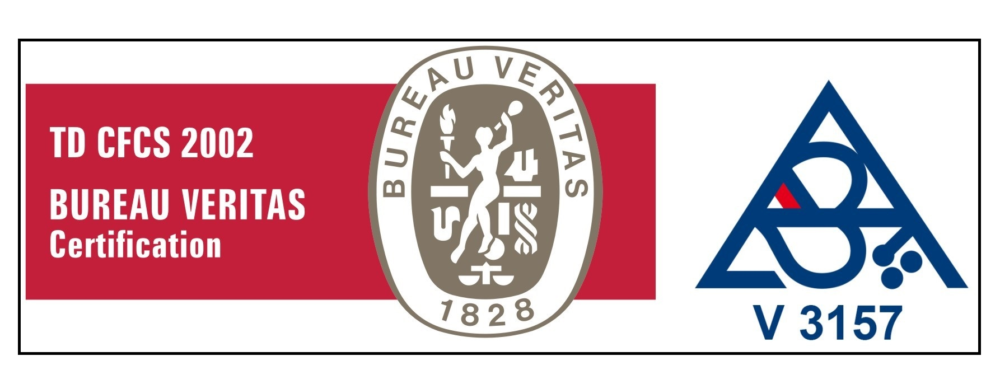 TD CFCS 2002
BUREAU VERITAS
Certification
BUREAU VERITAS
1828
V 3157